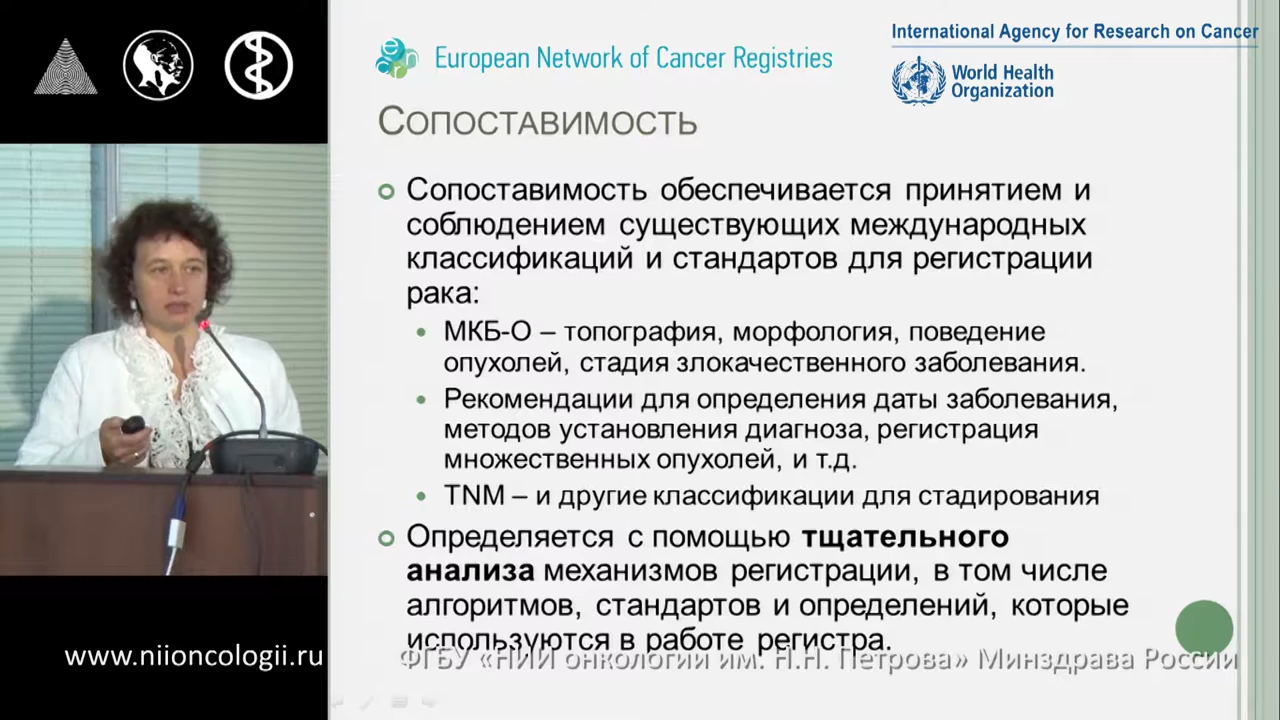 European Network of Cancer Registries
International Agency for Research on Cancer
World Health
Organization
Сопоставимость
Сопоставимость обеспечивается принятием и
соблюдением существующих международных
классификаций и стандартов для регистрации
рака:
МКБ-О – топография, морфология, поведение
опухолей, стадия злокачественного заболевания.
Рекомендации для определения даты заболевания,
методов установления диагноза, регистрация
множественных опухолей, и т.д.
TNM – и другие классификации для стадирования
Определяется с помощью тщательного
анализа механизмов регистрации, в том числе
алгоритмов, стандартов и определений, которые
используются в работе регистра.
www.niioncologii.ru
ФГБУ «НИИ онкологии им. Н.Н. Петрова» Минздрава России